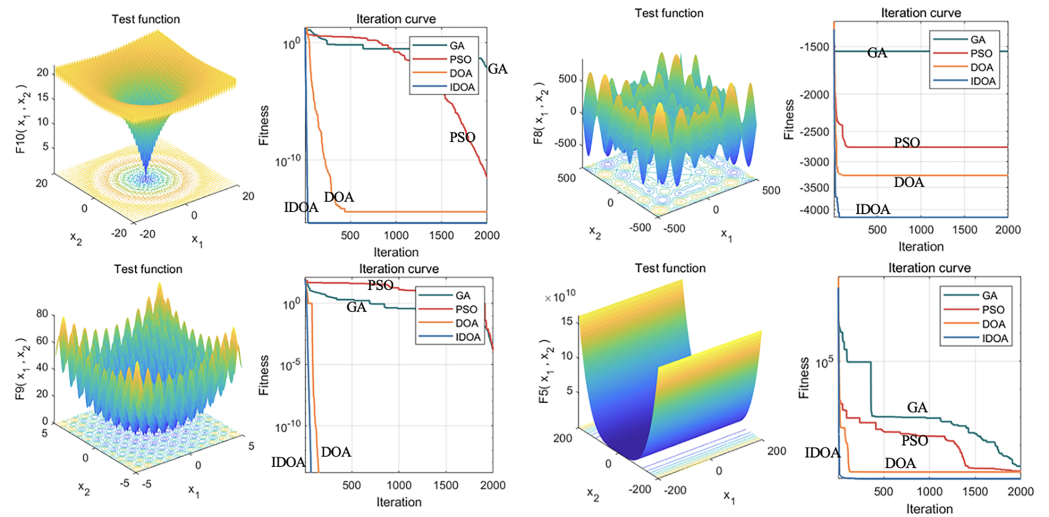 Test function
20
15
10
5
F10( x1 , x2 )
20
0
-20
x2
-20
0
20
x1
Iteration curve
10^0
10^-10
Fitness
GA
PSO
DOA
IDOA
GA
PSO
DOA
IDOA
500
1000
1500
2000
Iteration
Test function
500
0
-500
F8( x1 , x2 )
500
0
-500
x2
-500
0
500
x1
Iteration curve
-1500
-2000
-2500
-3000
-3500
-4000
Fitness
GA
PSO
DOA
IDOA
GA
PSO
DOA
IDOA
500
1000
1500
2000
Iteration
Test function
80
60
40
20
0
F9( x1 , x2 )
5
0
-5
x2
-5
0
5
x1
Iteration curve
10^0
10^-5
10^-10
Fitness
PSO
GA
GA
PSO
DOA
IDOA
DOA
IDOA
500
1000
1500
2000
Iteration
Test function
×10^10
15
10
5
F5( x1 , x2 )
200
0
-200
x2
-200
0
200
x1
Iteration curve
10^5
Fitness
GA
PSO
DOA
IDOA
GA
PSO
IDOA
DOA
500
1000
1500
2000
Iteration